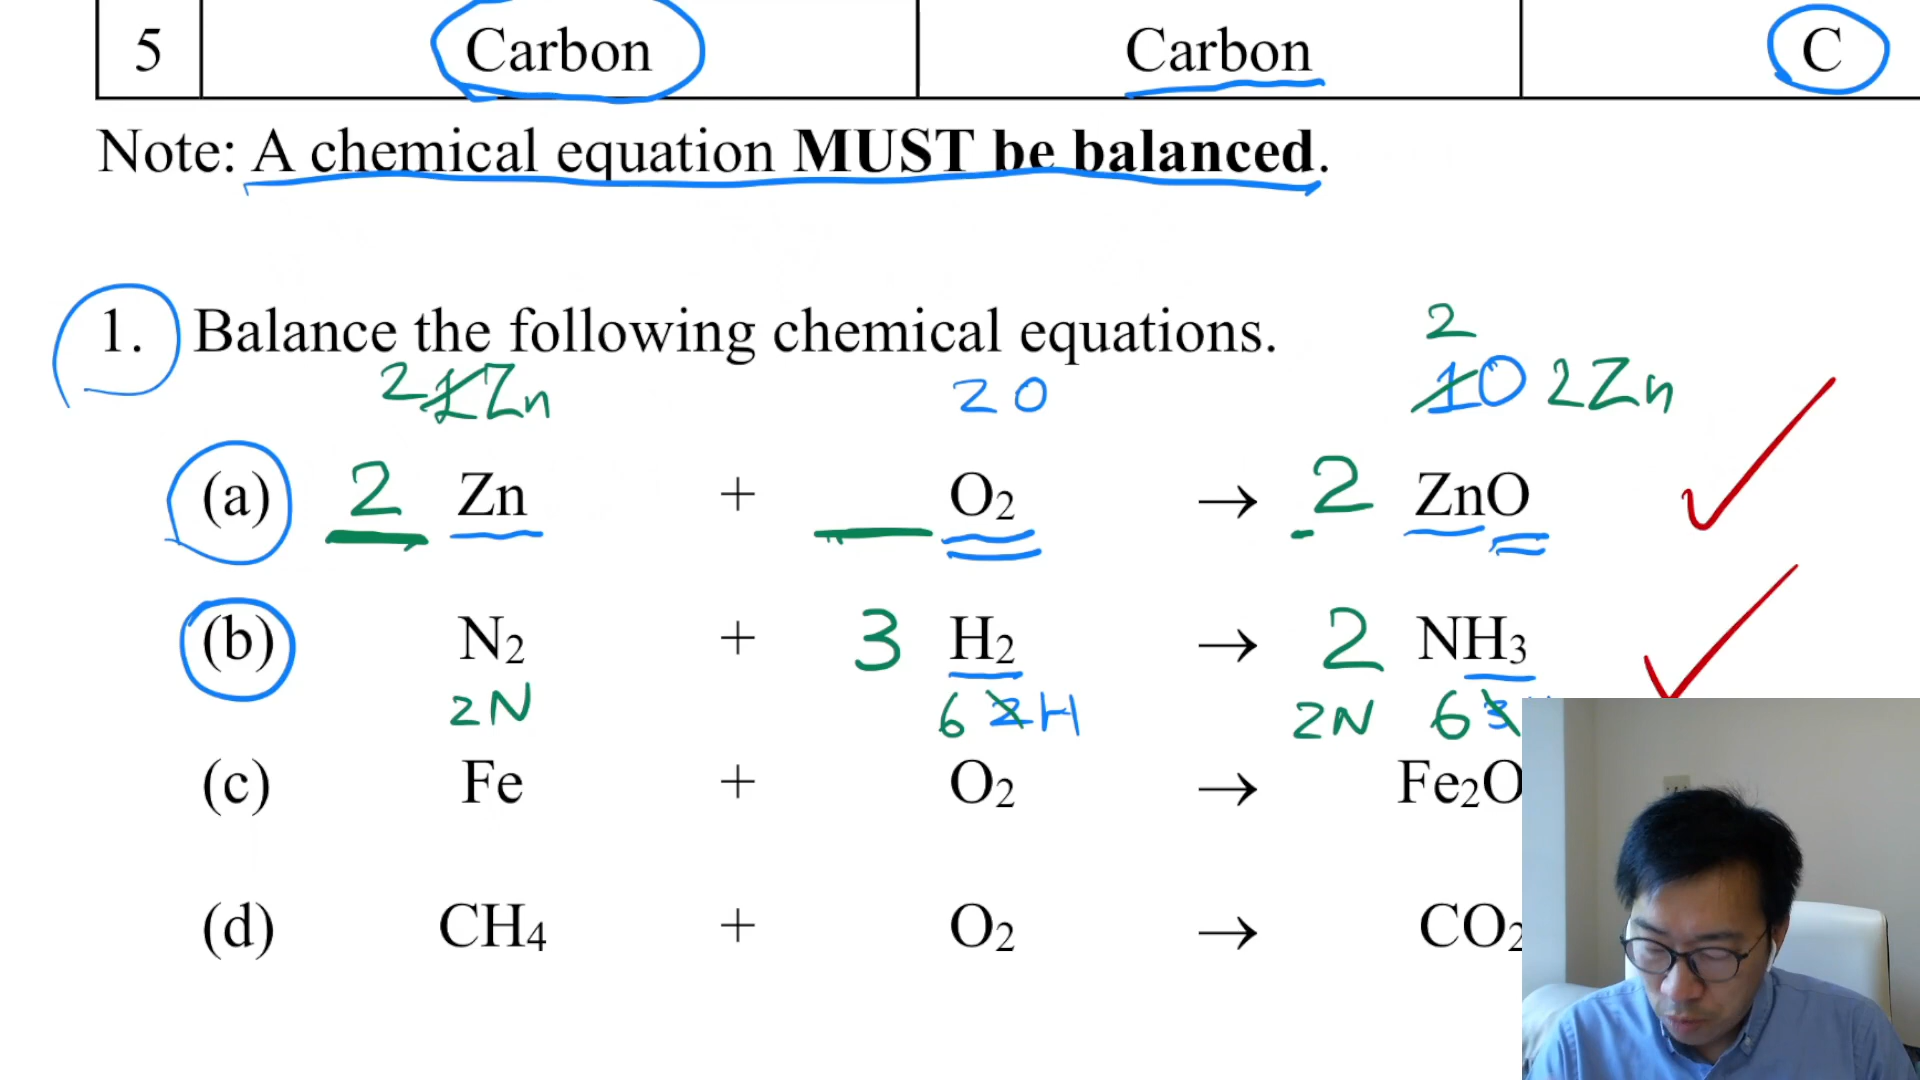 5 Carbon Carbon C
Note: A chemical equation MUST be balanced.
1. Balance the following chemical equations.
2
2 1 Zn 2 O 1 O 2 Zn
(a) 2 Zn + O₂ → 2 ZnO
(b) N₂ + 3 H₂ → 2 NH₃
2N 6 2 H 2N 6 3
(c) Fe + O₂ → Fe₂O
(d) CH₄ + O₂ → CO₂